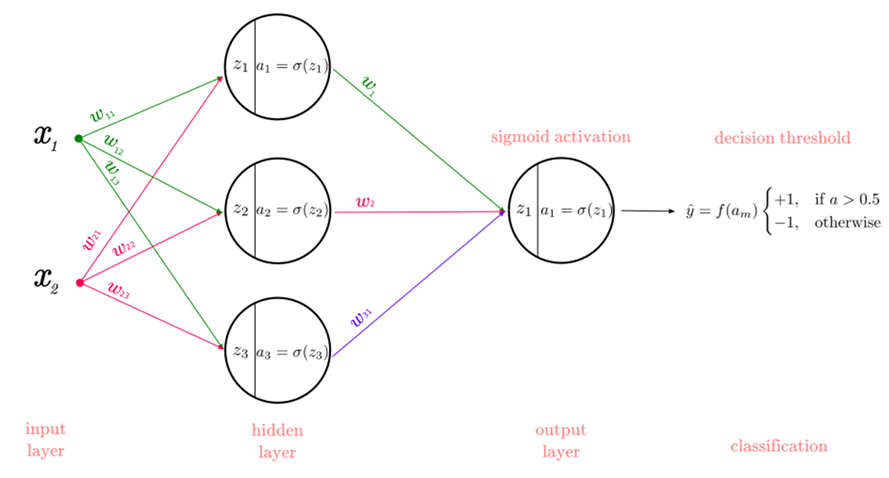 z₁ a₁ = σ(z₁)
w₁
w₁₁
x₁
w₁₂
w₁₃
sigmoid activation
decision threshold
z₂ a₂ = σ(z₂)
w₂
z₁ a₁ = σ(z₁)
ŷ = f(aₘ) { +1, if a > 0.5
−1, otherwise
w₂₁
w₂₂
x₂
w₂₃
w₃₁
z₃ a₃ = σ(z₃)
input
layer
hidden
layer
output
layer
classification